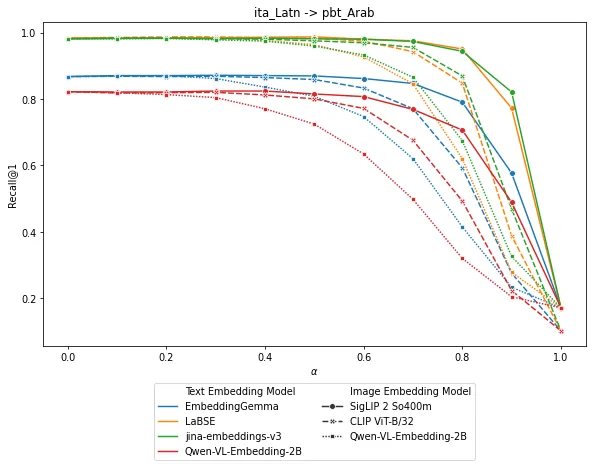 ita_Latn -> pbt_Arab
Recall@1
1.0
0.8
0.6
0.4
0.2
0.0 0.2 0.4 0.6 0.8 1.0
α
Text Embedding Model
EmbeddingGemma
LaBSE
jina-embeddings-v3
Qwen-VL-Embedding-2B
Image Embedding Model
SigLIP 2 So400m
CLIP ViT-B/32
Qwen-VL-Embedding-2B